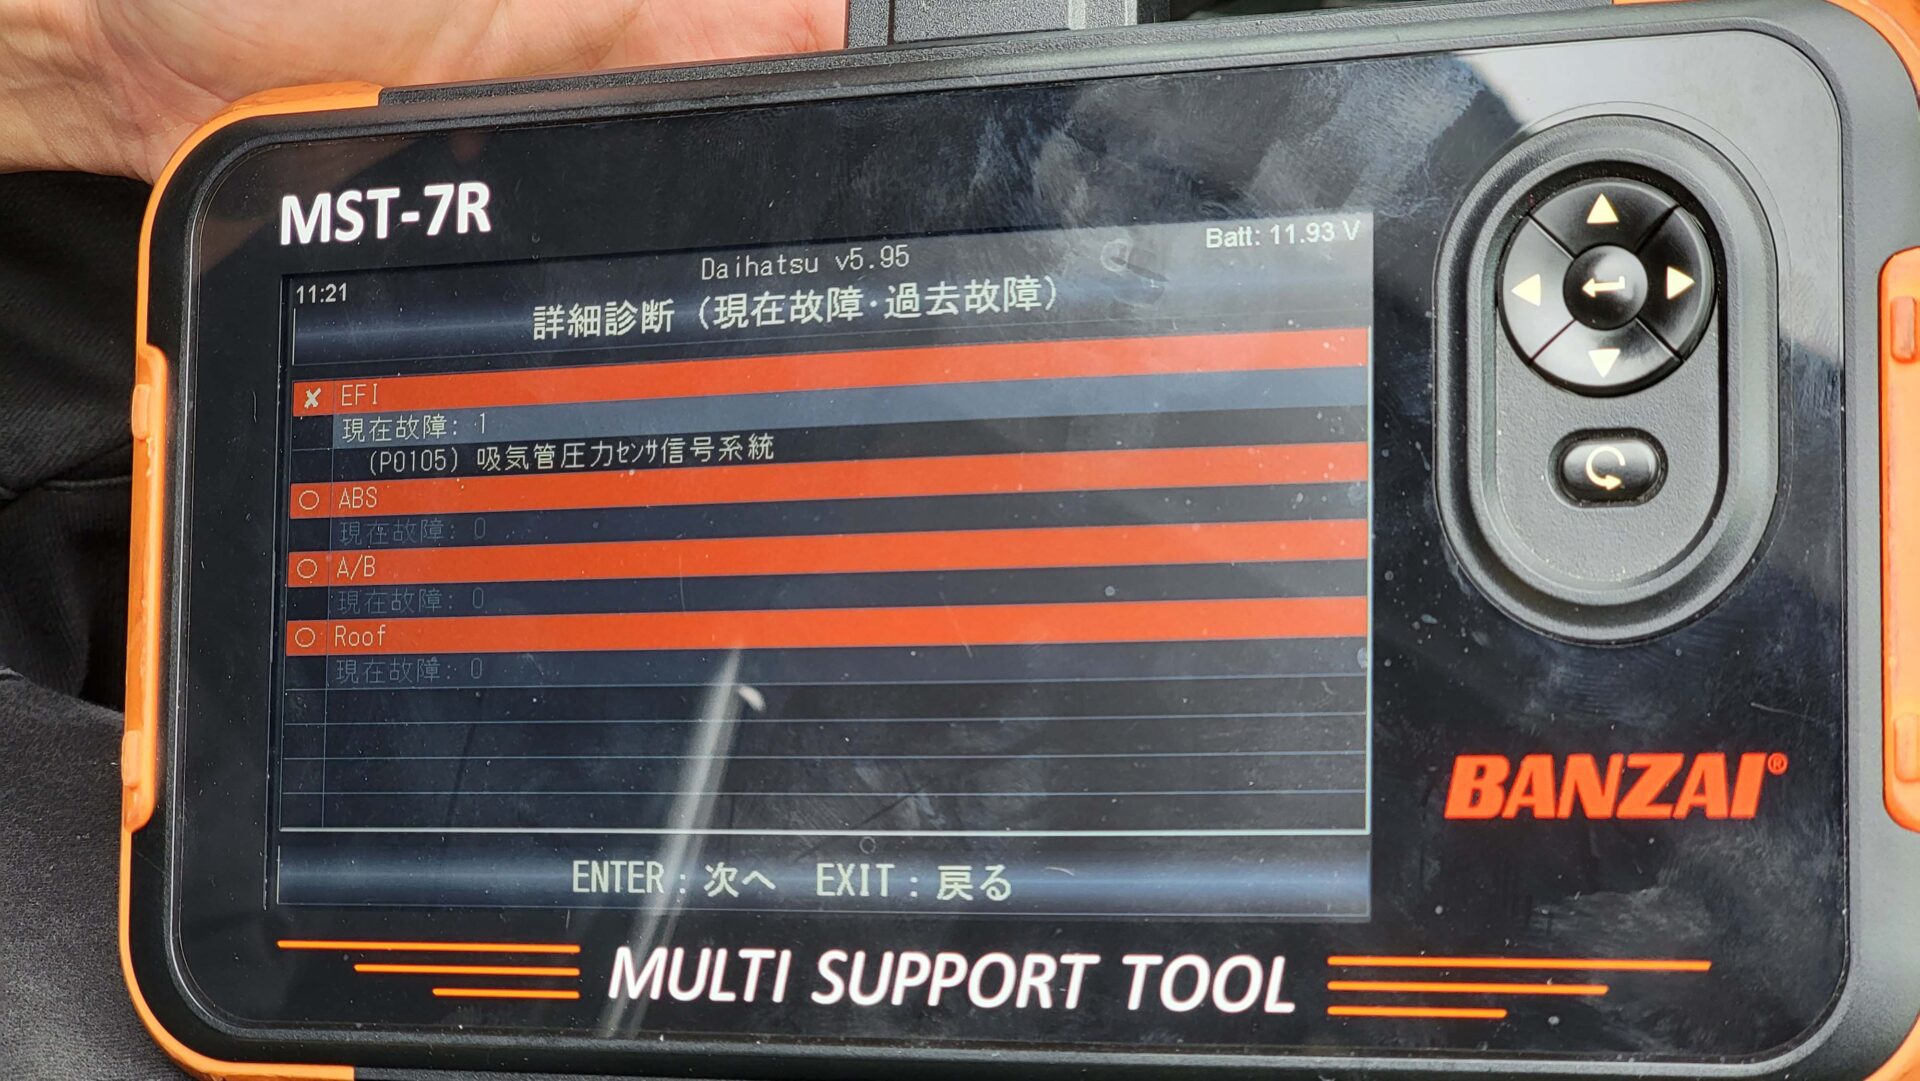 MST-7R
Batt: 11.93 V
Daihatsu v5.95
11:21
詳細診断（現在故障･過去故障）
✘ EFI
現在故障: 1
(P0105) 吸気管圧力ｾﾝｻ信号系統
○ ABS
現在故障: 0
○ A/B
現在故障: 0
○ Roof
現在故障: 0
ENTER : 次へ EXIT : 戻る
BANZAI®
MULTI SUPPORT TOOL